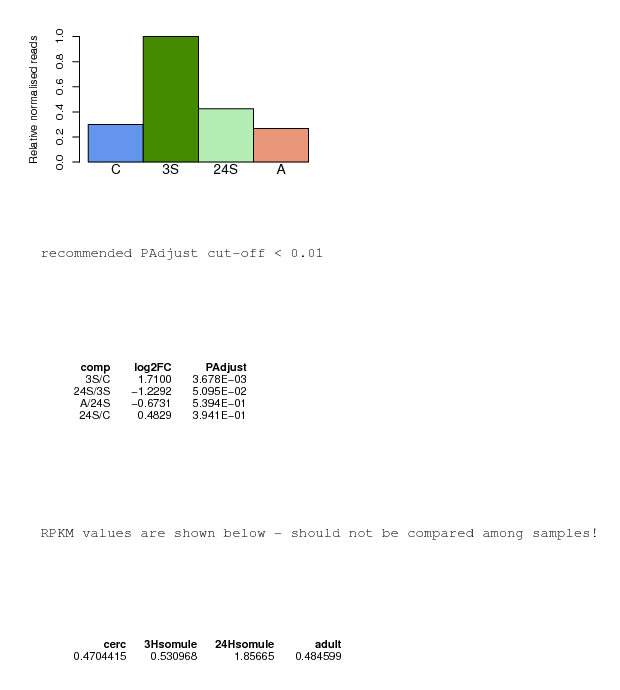 Relative normalised reads
1.0
0.8
0.6
0.4
0.2
0.0
C 3S 24S A
recommended PAdjust cut-off < 0.01
comp log2FC PAdjust
3S/C 1.7100 3.678E−03
24S/3S −1.2292 5.095E−02
A/24S −0.6731 5.394E−01
24S/C 0.4829 3.941E−01
RPKM values are shown below - should not be compared among samples!
cerc 3Hsomule 24Hsomule adult
0.4704415 0.530968 1.85665 0.484599